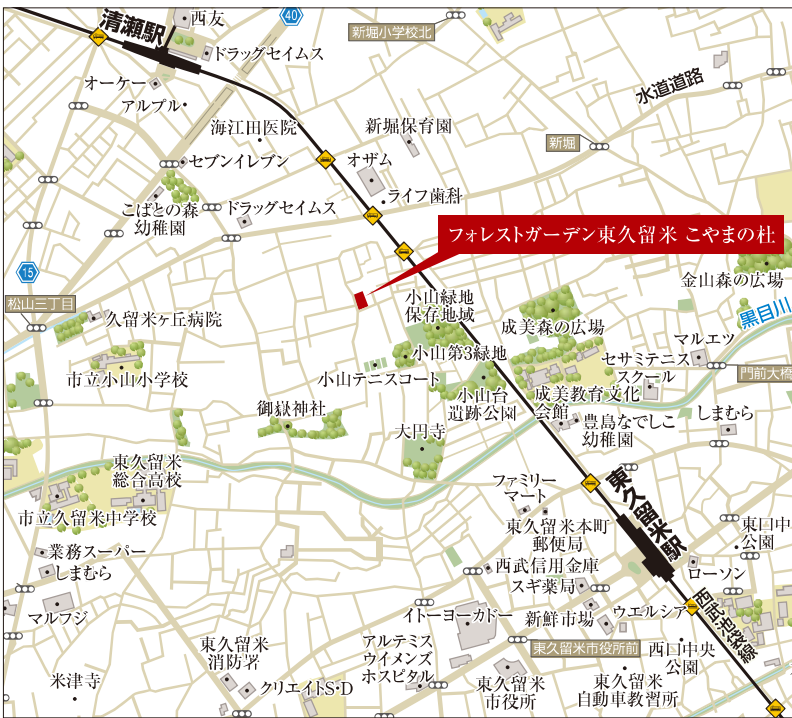 西友
40
清瀬駅
新堀小学校北
ドラッグセイムス
オーケー
アルプル
水道道路
海江田医院
新堀保育園
新堀
セブンイレブン
オザム
ライフ歯科
こばとの森
幼稚園
ドラッグセイムス
フォレストガーデン東久留米 こやまの杜
15
金山森の広場
松山三丁目
久留米ヶ丘病院
小山緑地
保存地域
成美森の広場
黒目川
マルエツ
小山第3緑地
セサミテニス
スクール
門前大橋
市立小山小学校
小山テニスコート
小山台
遺跡公園
成美教育文化
会館
御嶽神社
豊島なでしこ
幼稚園
しまむら
大円寺
東久留米
総合高校
ファミリー
マート
東久留米駅
市立久留米中学校
東久留米本町
郵便局
東口中
公園
業務スーパー
しまむら
西武信用金庫
スギ薬局
ローソン
マルフジ
イトーヨーカドー
新鮮市場
ウエルシア
西武池袋線
東久留米
消防署
アルテミス
ウイメンズ
ホスピタル
東久留米市役所前
西口中央
公園
米津寺
クリエイトS・D
東久留米
市役所
東久留米
自動車教習所